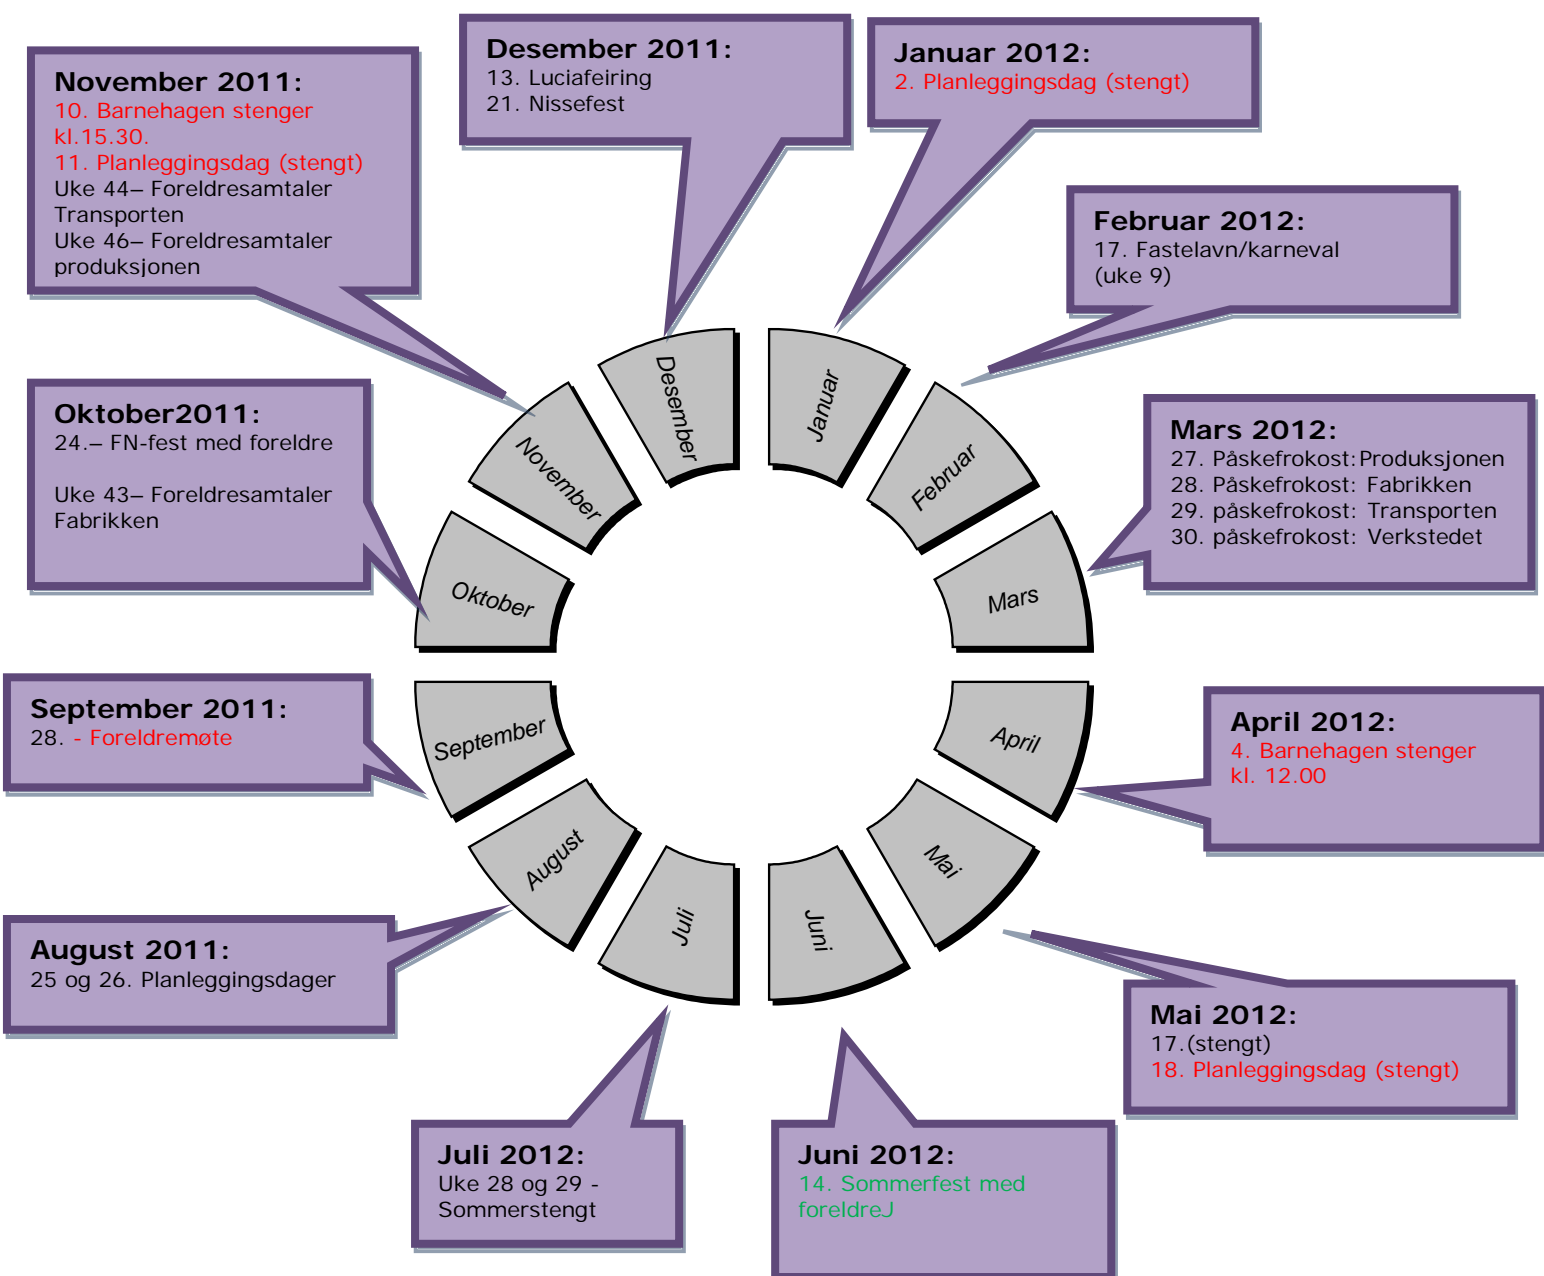 Desember 2011:
13. Luciafeiring
21. Nissefest
Januar 2012:
2. Planleggingsdag (stengt)
November 2011:
10. Barnehagen stenger
kl.15.30.
11. Planleggingsdag (stengt)
Uke 44– Foreldresamtaler
Transporten
Uke 46– Foreldresamtaler
produksjonen
Februar 2012:
17. Fastelavn/karneval
(uke 9)
Oktober2011:
24.– FN-fest med foreldre
Uke 43– Foreldresamtaler
Fabrikken
Mars 2012:
27. Påskefrokost:Produksjonen
28. Påskefrokost: Fabrikken
29. påskefrokost: Transporten
30. påskefrokost: Verkstedet
Desember
Januar
November
Februar
Oktober
Mars
September
April
August
Mai
Juli
Juni
September 2011:
28. - Foreldremøte
April 2012:
4. Barnehagen stenger
kl. 12.00
August 2011:
25 og 26. Planleggingsdager
Mai 2012:
17.(stengt)
18. Planleggingsdag (stengt)
Juli 2012:
Uke 28 og 29 -
Sommerstengt
Juni 2012:
14. Sommerfest med
foreldreJ